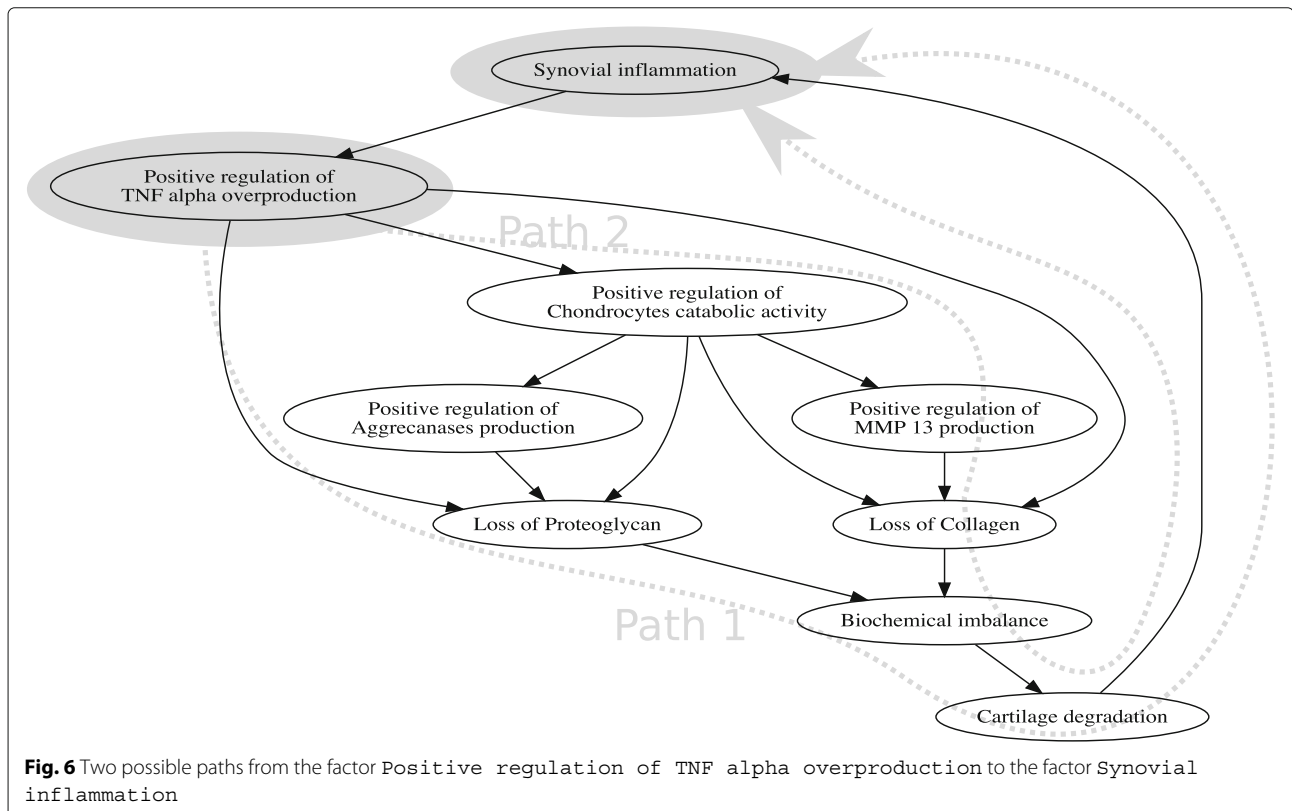 Synovial inflammation
Positive regulation of
TNF alpha overproduction
Path 2
Positive regulation of
Chondrocytes catabolic activity
Positive regulation of
Aggrecanases production
Positive regulation of
MMP 13 production
Loss of Proteoglycan
Loss of Collagen
Path 1
Biochemical imbalance
Cartilage degradation
Fig. 6 Two possible paths from the factor Positive regulation of TNF alpha overproduction to the factor Synovial
inflammation